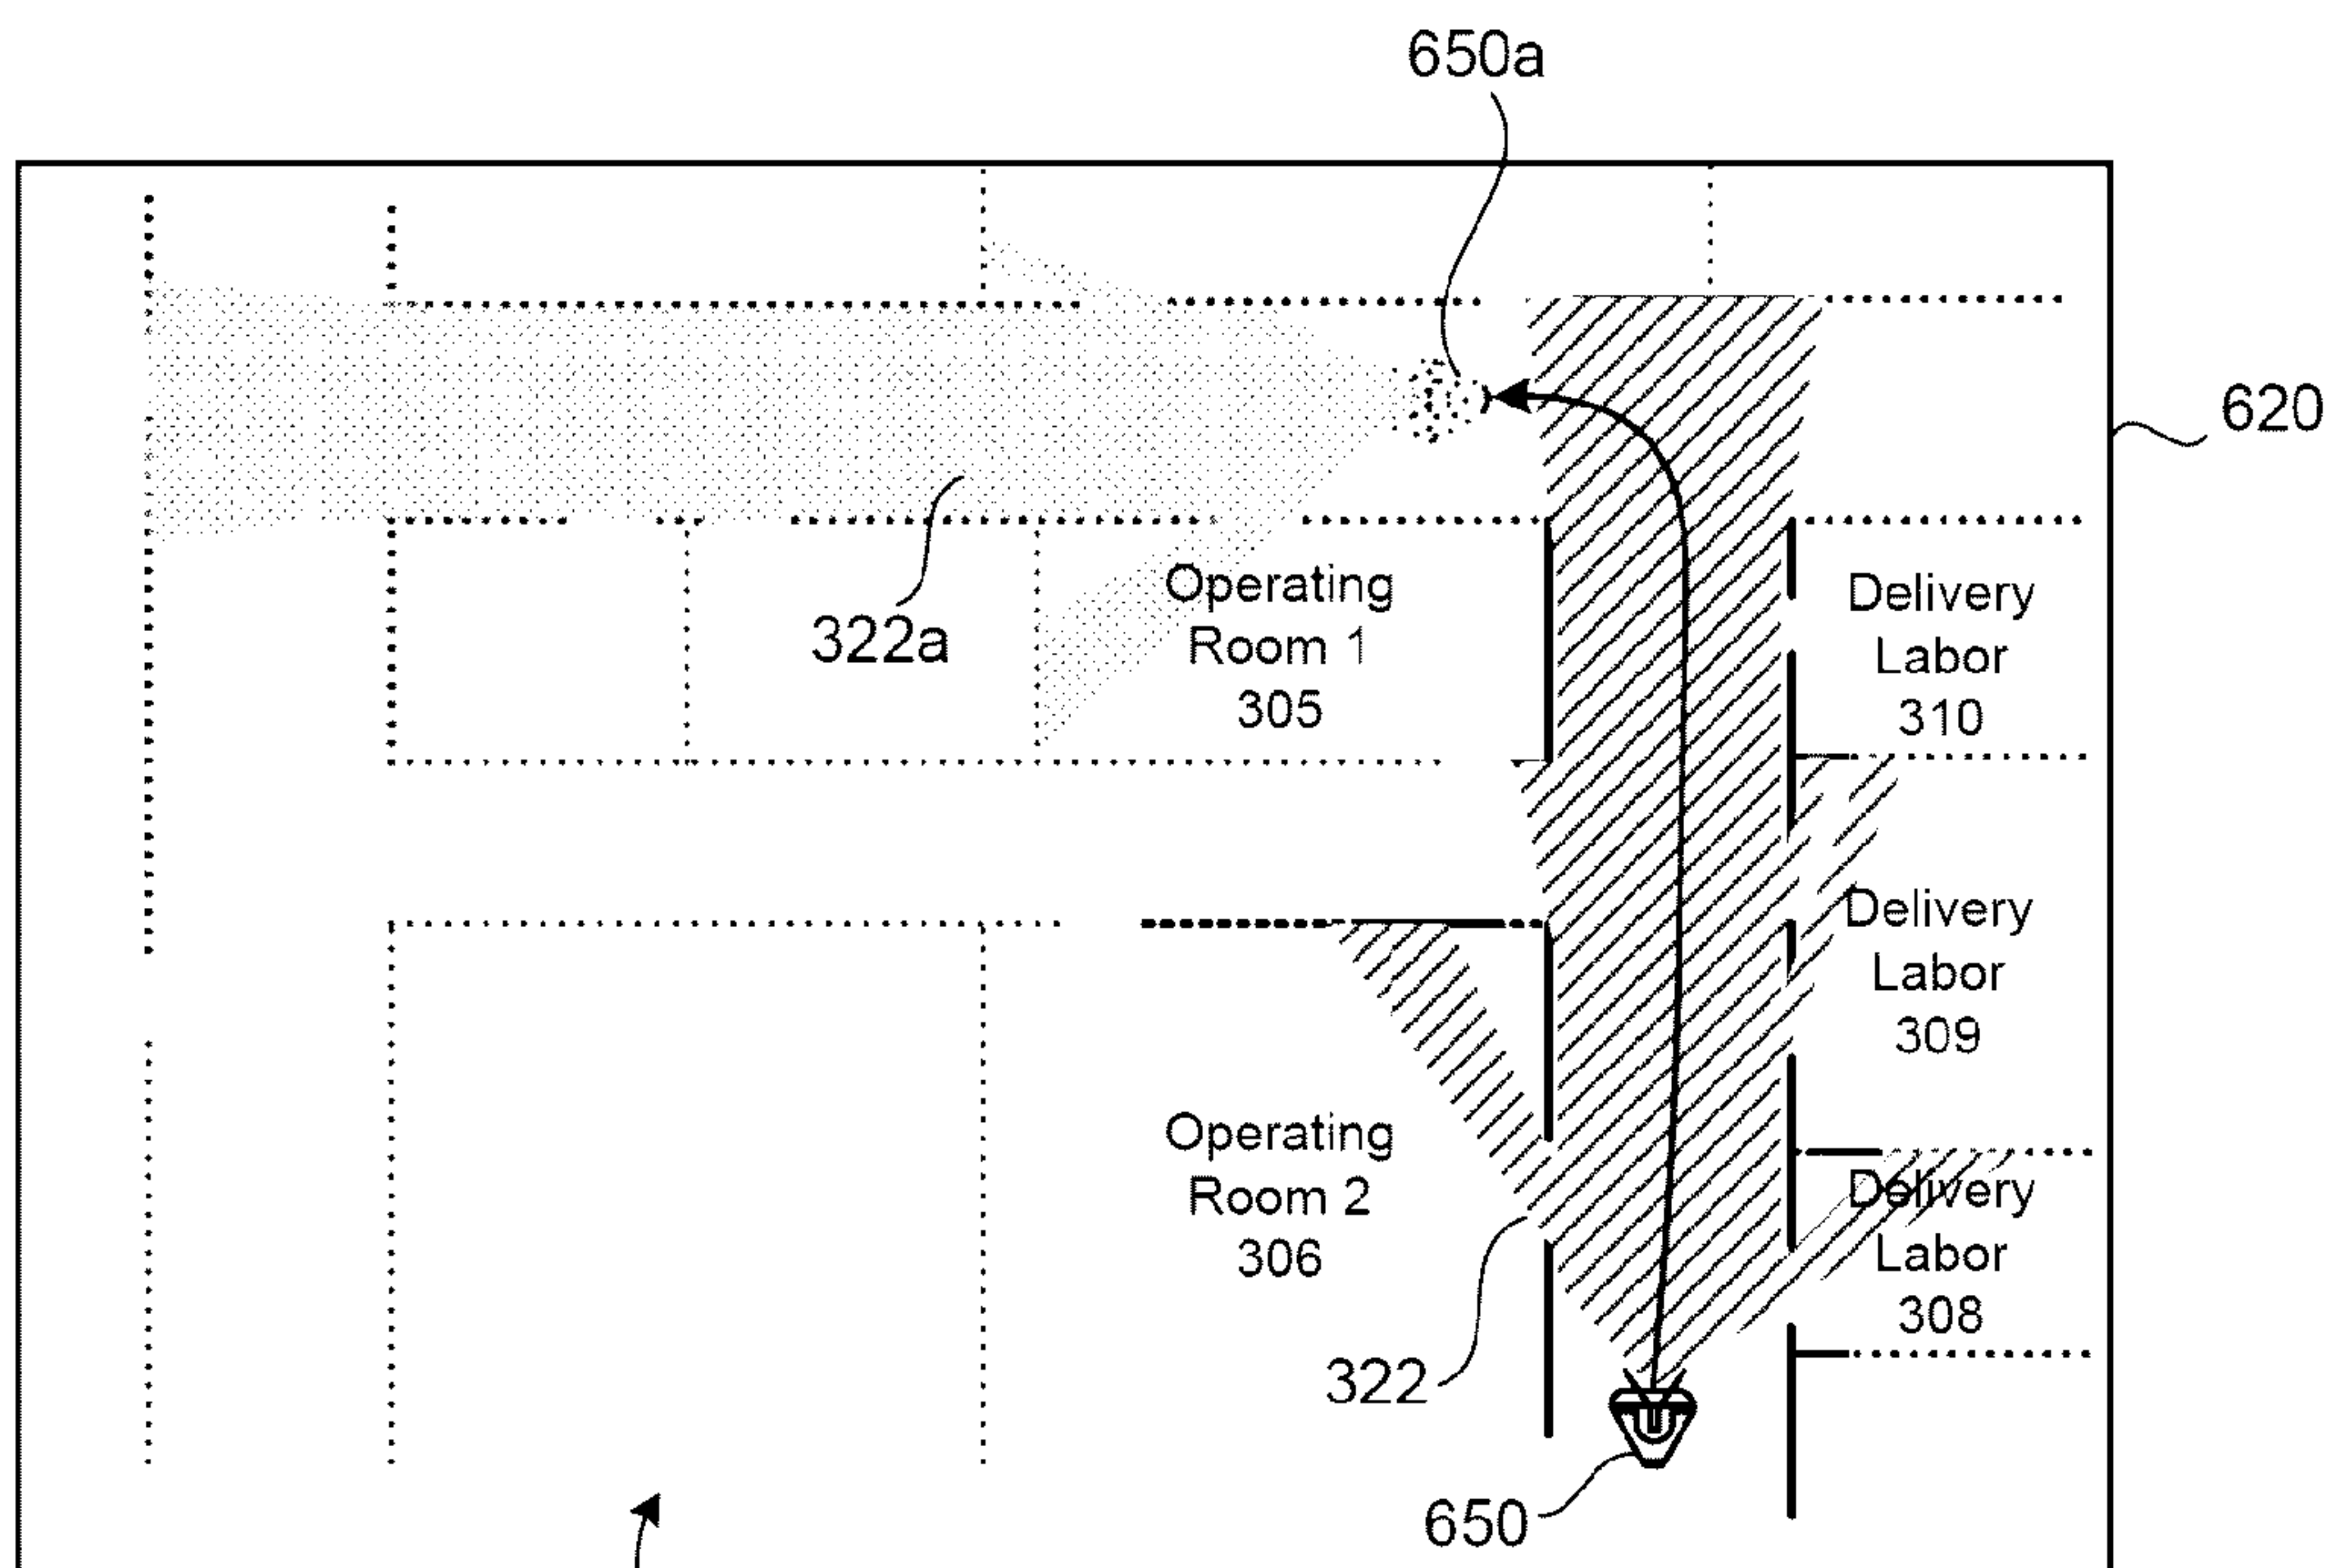 650a
620
Operating
Room 1
305
322a
Delivery
Labor
310
Delivery
Labor
309
Operating
Room 2
306
Delivery
Labor
308
322
650